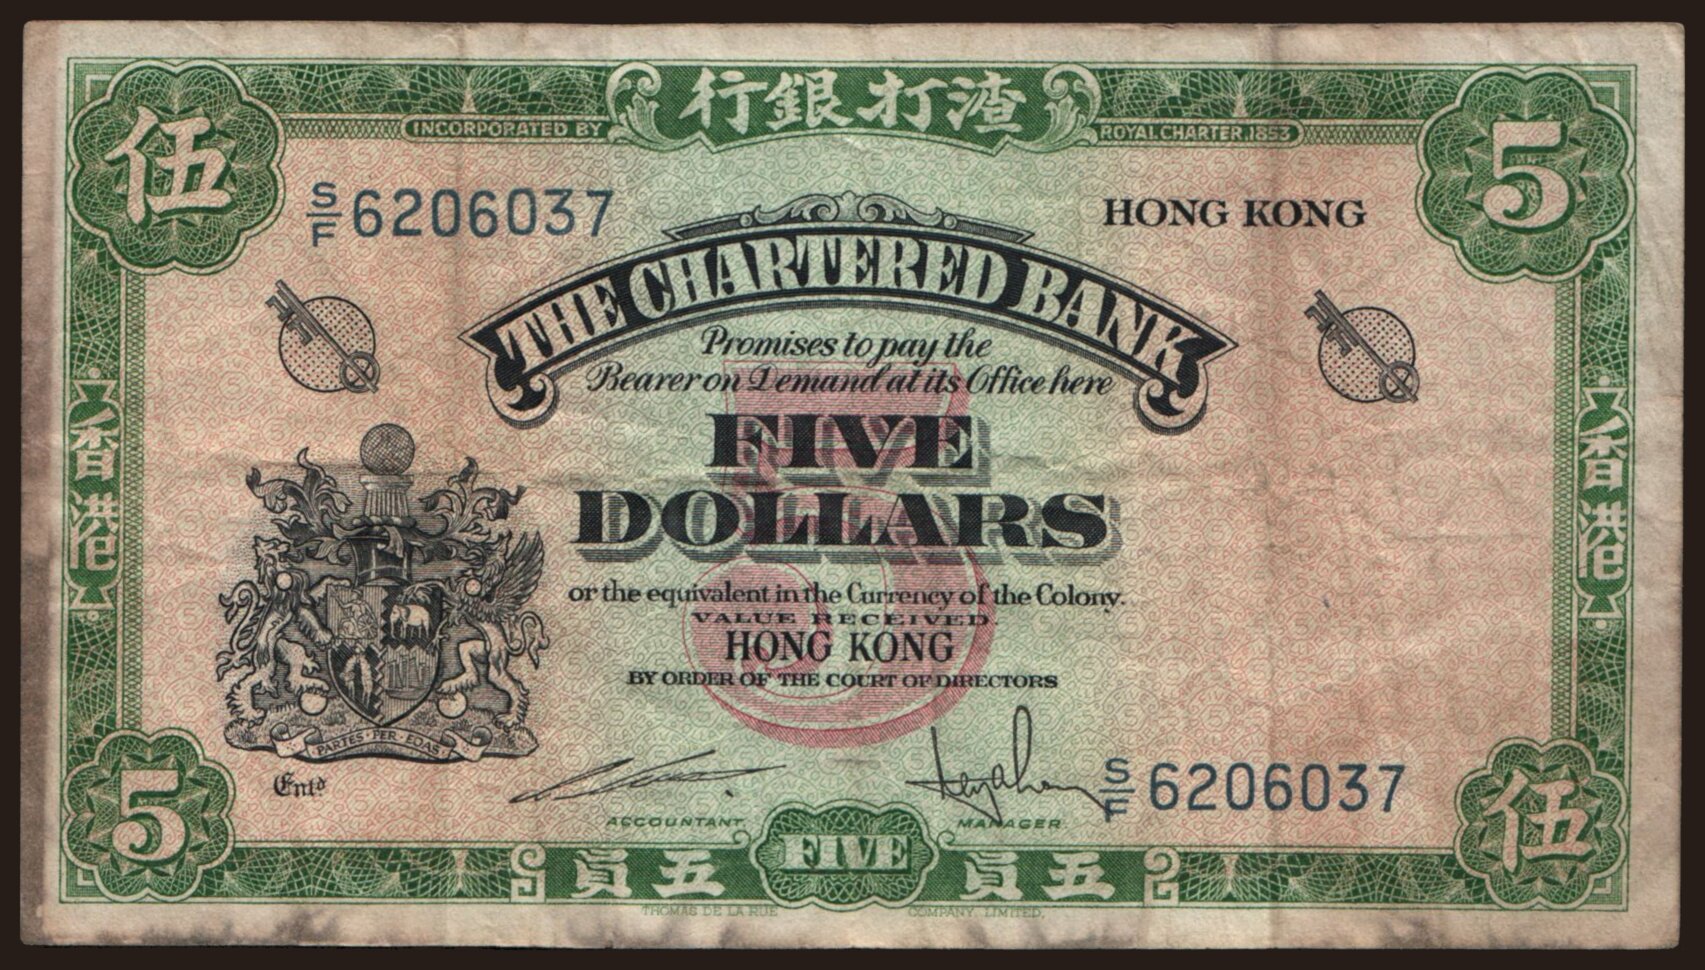 行銀打渣
INCORPORATED BY ROYAL CHARTER 1853
伍
5
S/F 6206037
HONG KONG
THE CHARTERED BANK
Promises to pay the
Bearer on Demand at its Office here
FIVE
DOLLARS
5
or the equivalent in the Currency of the Colony.
VALUE RECEIVED.
HONG KONG
BY ORDER OF THE COURT OF DIRECTORS
香港
香港
PARTES·PER·EOAS
Entd
S/F 6206037
ACCOUNTANT.
MANAGER.
5
員五
FIVE
員五
伍
THOMAS DE LA RUE COMPANY, LIMITED.